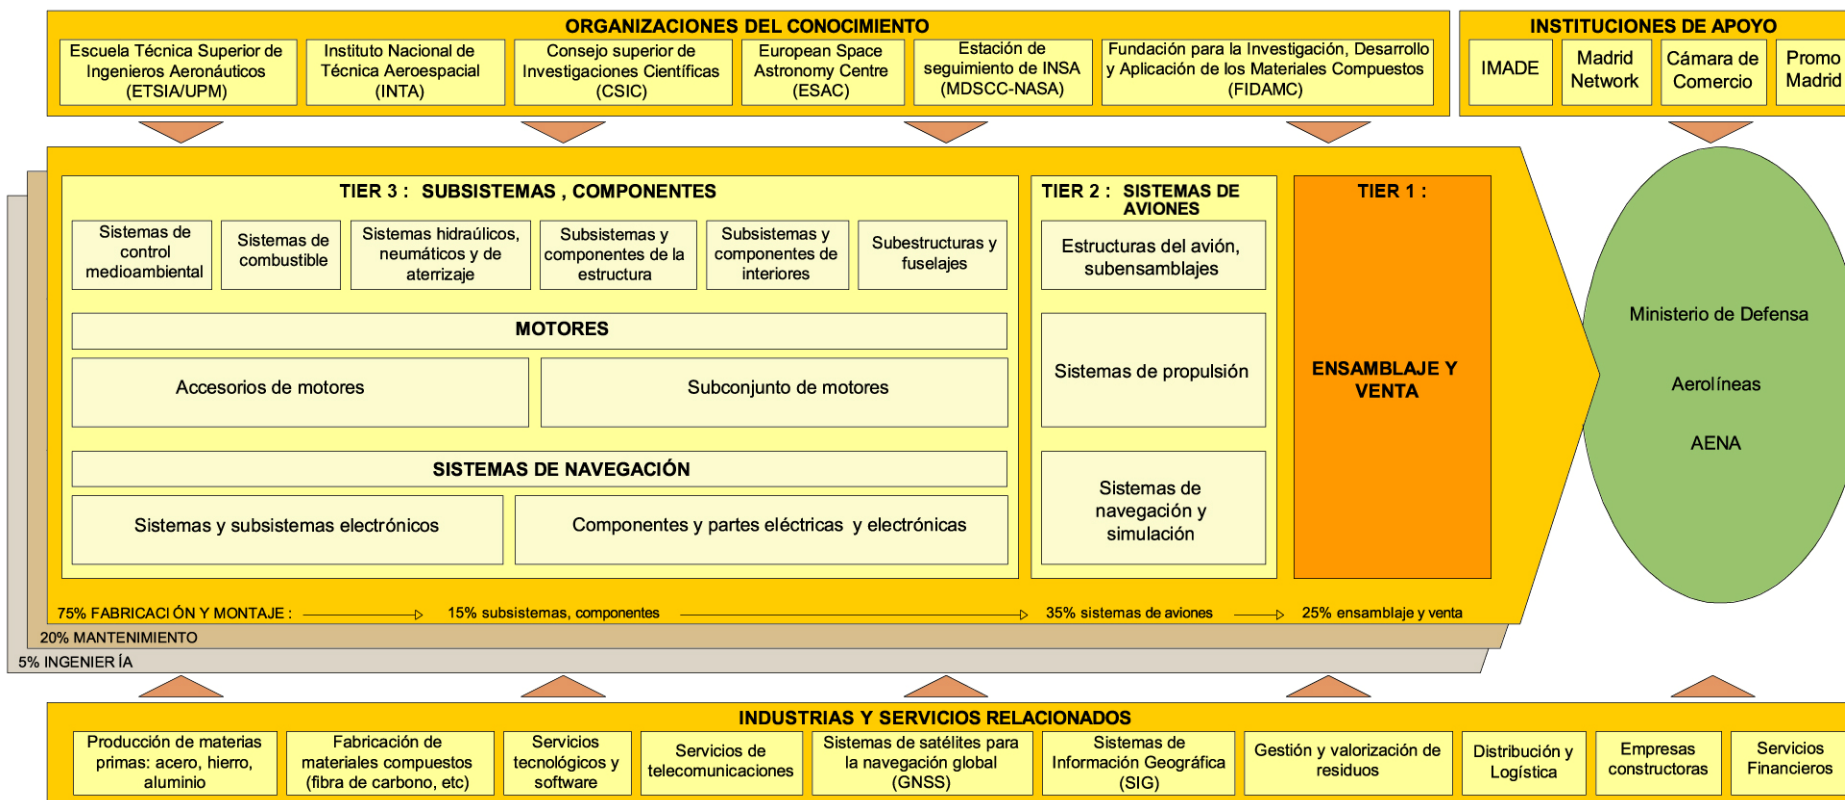 ORGANIZACIONES DEL CONOCIMIENTO
Escuela Técnica Superior de
Ingenieros Aeronáuticos
(ETSIA/UPM)
Instituto Nacional de
Técnica Aeroespacial
(INTA)
Consejo superior de
Investigaciones Científicas
(CSIC)
European Space
Astronomy Centre
(ESAC)
Estación de
seguimiento de INSA
(MDSCC-NASA)
Fundación para la Investigación, Desarrollo
y Aplicación de los Materiales Compuestos
(FIDAMC)
INSTITUCIONES DE APOYO
IMADE
Madrid
Network
Cámara de
Comercio
Promo
Madrid
TIER 3 : SUBSISTEMAS , COMPONENTES
Sistemas de
control
medioambiental
Sistemas de
combustible
Sistemas hidraúlicos,
neumáticos y de
aterrizaje
Subsistemas y
componentes de la
estructura
Subsistemas y
componentes de
interiores
Subestructuras y
fuselajes
MOTORES
Accesorios de motores
Subconjunto de motores
SISTEMAS DE NAVEGACIÓN
Sistemas y subsistemas electrónicos
Componentes y partes eléctricas y electrónicas
TIER 2 : SISTEMAS DE
AVIONES
Estructuras del avión,
subensamblajes
Sistemas de propulsión
Sistemas de
navegación y
simulación
TIER 1 :
ENSAMBLAJE Y
VENTA
Ministerio de Defensa
Aerolíneas
AENA
75% FABRICACIÓN Y MONTAJE : 15% subsistemas, componentes 35% sistemas de aviones 25% ensamblaje y venta
20% MANTENIMIENTO
5% INGENIERÍA
INDUSTRIAS Y SERVICIOS RELACIONADOS
Producción de materias
primas: acero, hierro,
aluminio
Fabricación de
materiales compuestos
(fibra de carbono, etc)
Servicios
tecnológicos y
software
Servicios de
telecomunicaciones
Sistemas de satélites para
la navegación global
(GNSS)
Sistemas de
Información Geográfica
(SIG)
Gestión y valorización de
residuos
Distribución y
Logística
Empresas
constructoras
Servicios
Financieros